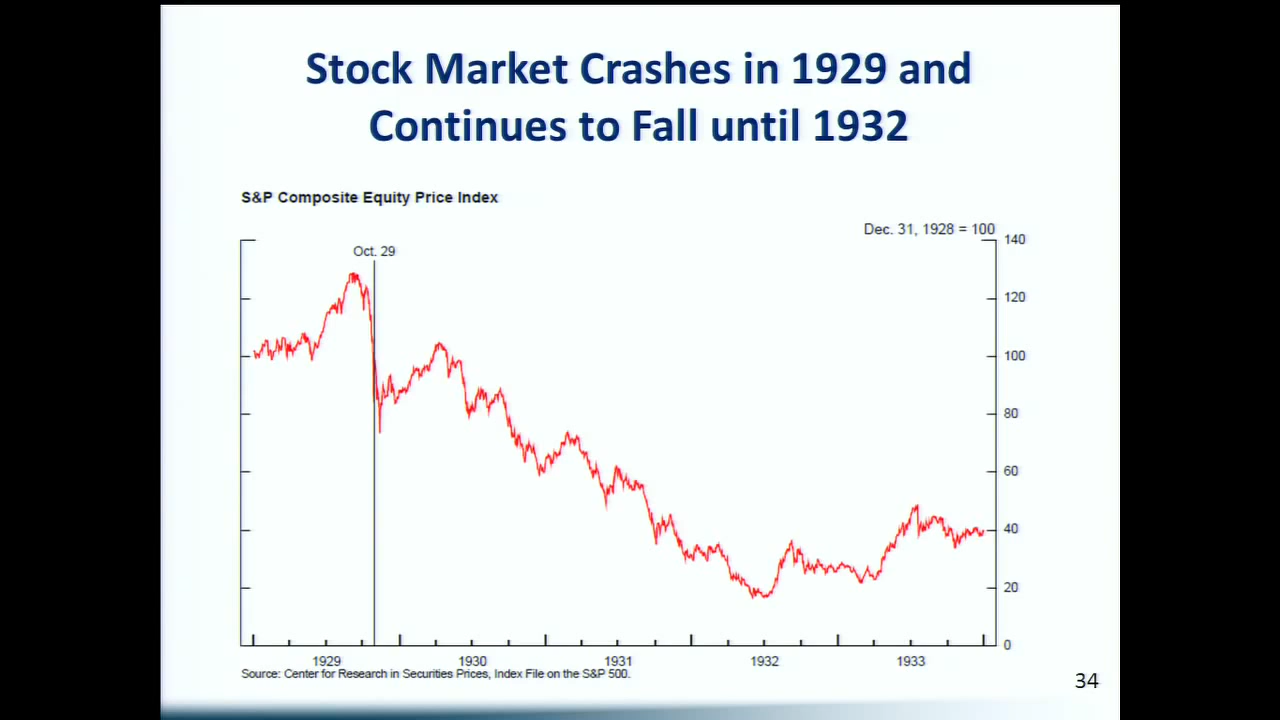 Stock Market Crashes in 1929 and
Continues to Fall until 1932
S&P Composite Equity Price Index
Dec. 31, 1928 = 100
Oct. 29
140
120
100
80
60
40
20
0
1929 1930 1931 1932 1933
Source: Center for Research in Securities Prices, Index File on the S&P 500.
34